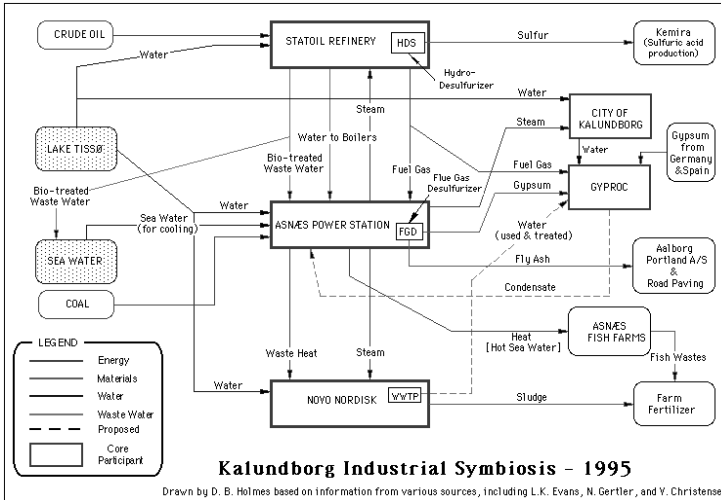 CRUDE OIL
STATOIL REFINERY
HDS
Sulfur
Kemira
(Sulfuric acid
production)
Water
Hydro-
Desulfurizer
Steam
Water
CITY OF
KALUNDBORG
Gypsum
from
Germany
&Spain
LAKE TISSØ
Water to Boilers
Steam
Water
Bio-treated
Waste Water
Fuel Gas
Flue Gas
Desulfurizer
Fuel Gas
Gypsum
GYPROC
Bio-treated
Waste Water
Sea Water
(for cooling)
Water
ASNÆS POWER STATION
FGD
Water
(used & treated)
SEA WATER
Fly Ash
Aalborg
Portland A/S
&
Road Paving
COAL
Condensate
LEGEND
Energy
Materials
Water
Waste Water
Proposed
Core
Participant
Waste Heat
Steam
Heat
[Hot Sea Water]
ASNÆS
FISH FARMS
Fish Wastes
Water
NOVO NORDISK
WWTP
Sludge
Farm
Fertilizer
Kalundborg Industrial Symbiosis - 1995
Drawn by D. B. Holmes based on information from various sources, including L.K. Evans, N. Gertler, and V. Christense